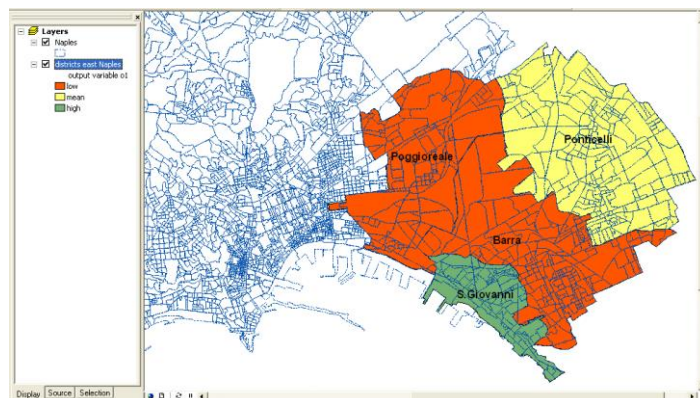 Layers
Naples
districts east Naples
output variable o1
low
mean
high
Display Source Selection
Poggioreale
Ponticelli
Barra
S.Giovanni